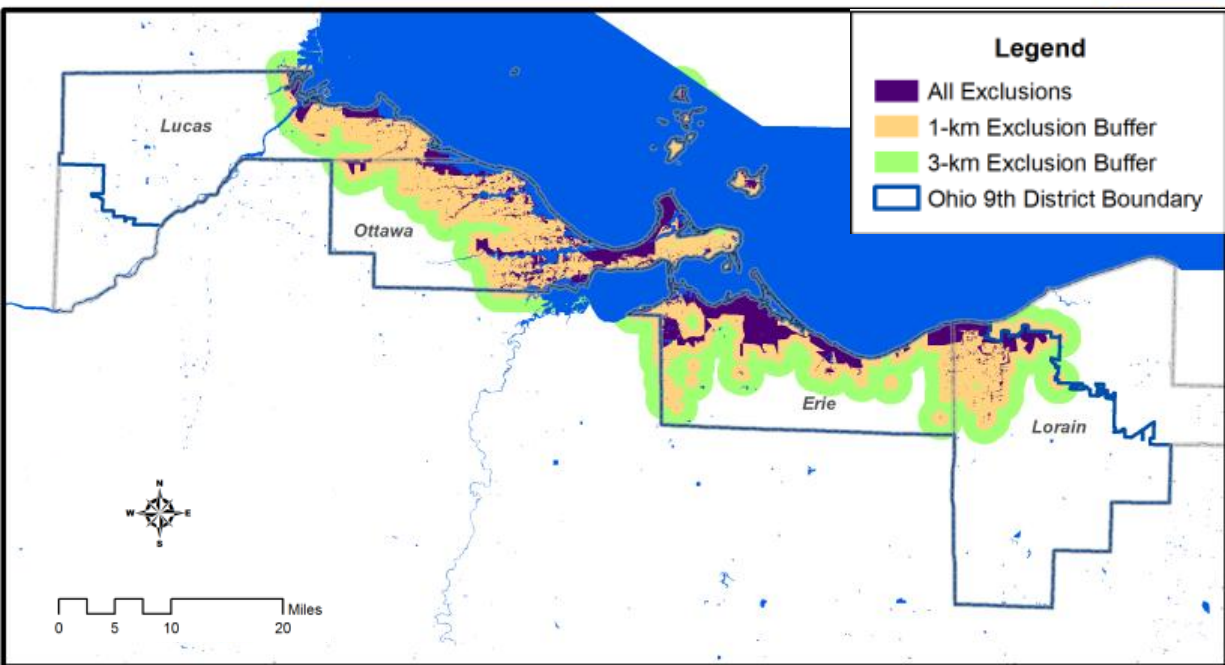 Legend
All Exclusions
1-km Exclusion Buffer
3-km Exclusion Buffer
Ohio 9th District Boundary
Lucas
Ottawa
Erie
Lorain
N
W E
S
Miles
0 5 10 20